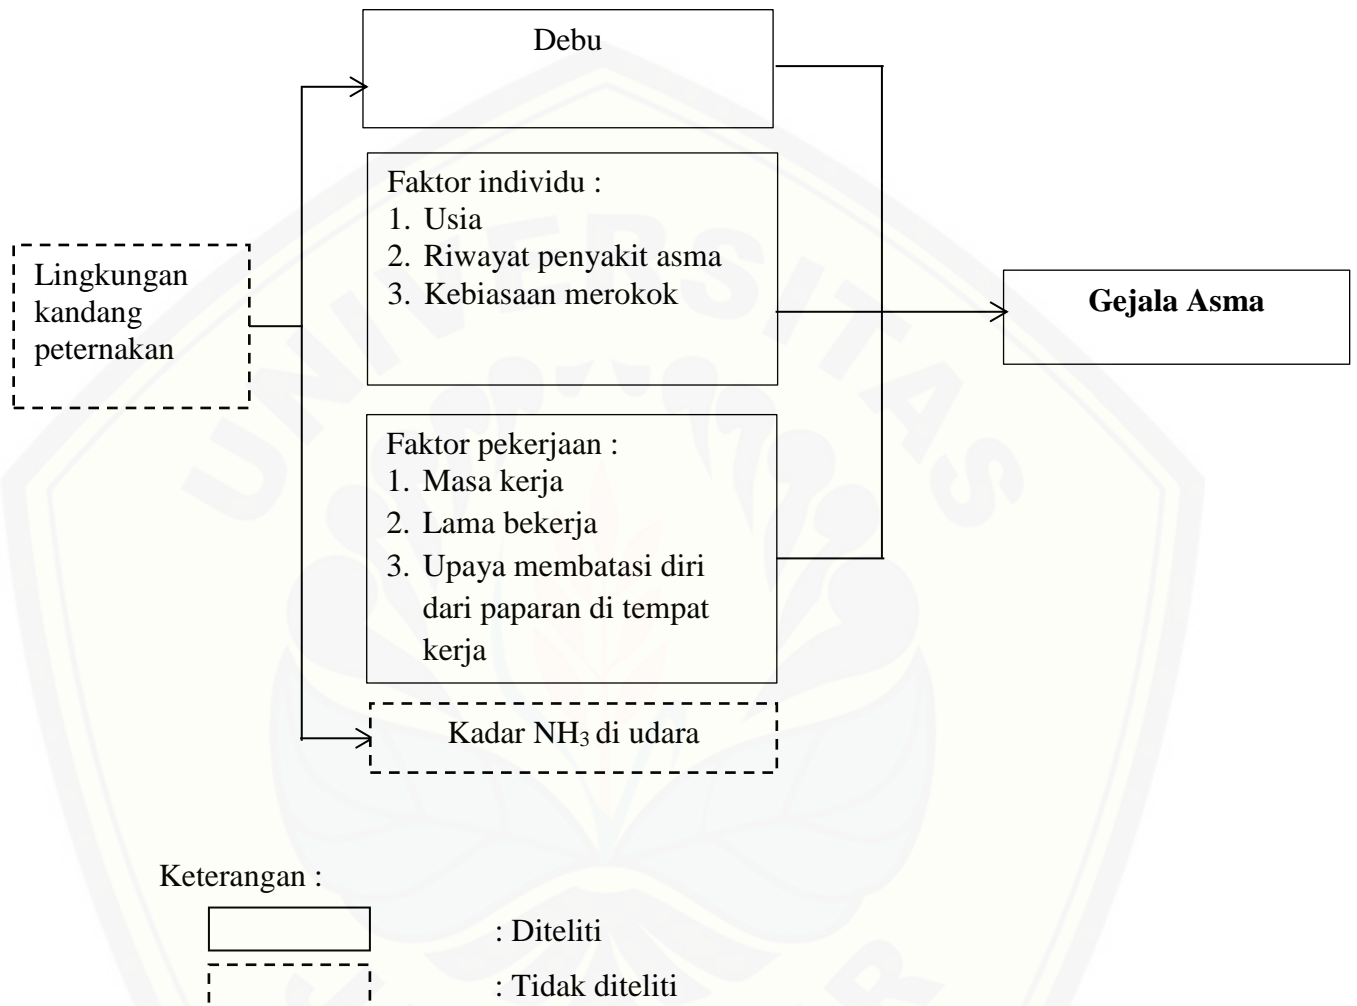 Debu
Faktor individu :
1. Usia
2. Riwayat penyakit asma
3. Kebiasaan merokok
Lingkungan
kandang
peternakan
Gejala Asma
Faktor pekerjaan :
1. Masa kerja
2. Lama bekerja
3. Upaya membatasi diri
dari paparan di tempat
kerja
Kadar NH₃ di udara
Keterangan :
: Diteliti
: Tidak diteliti
UNIVERSITAS